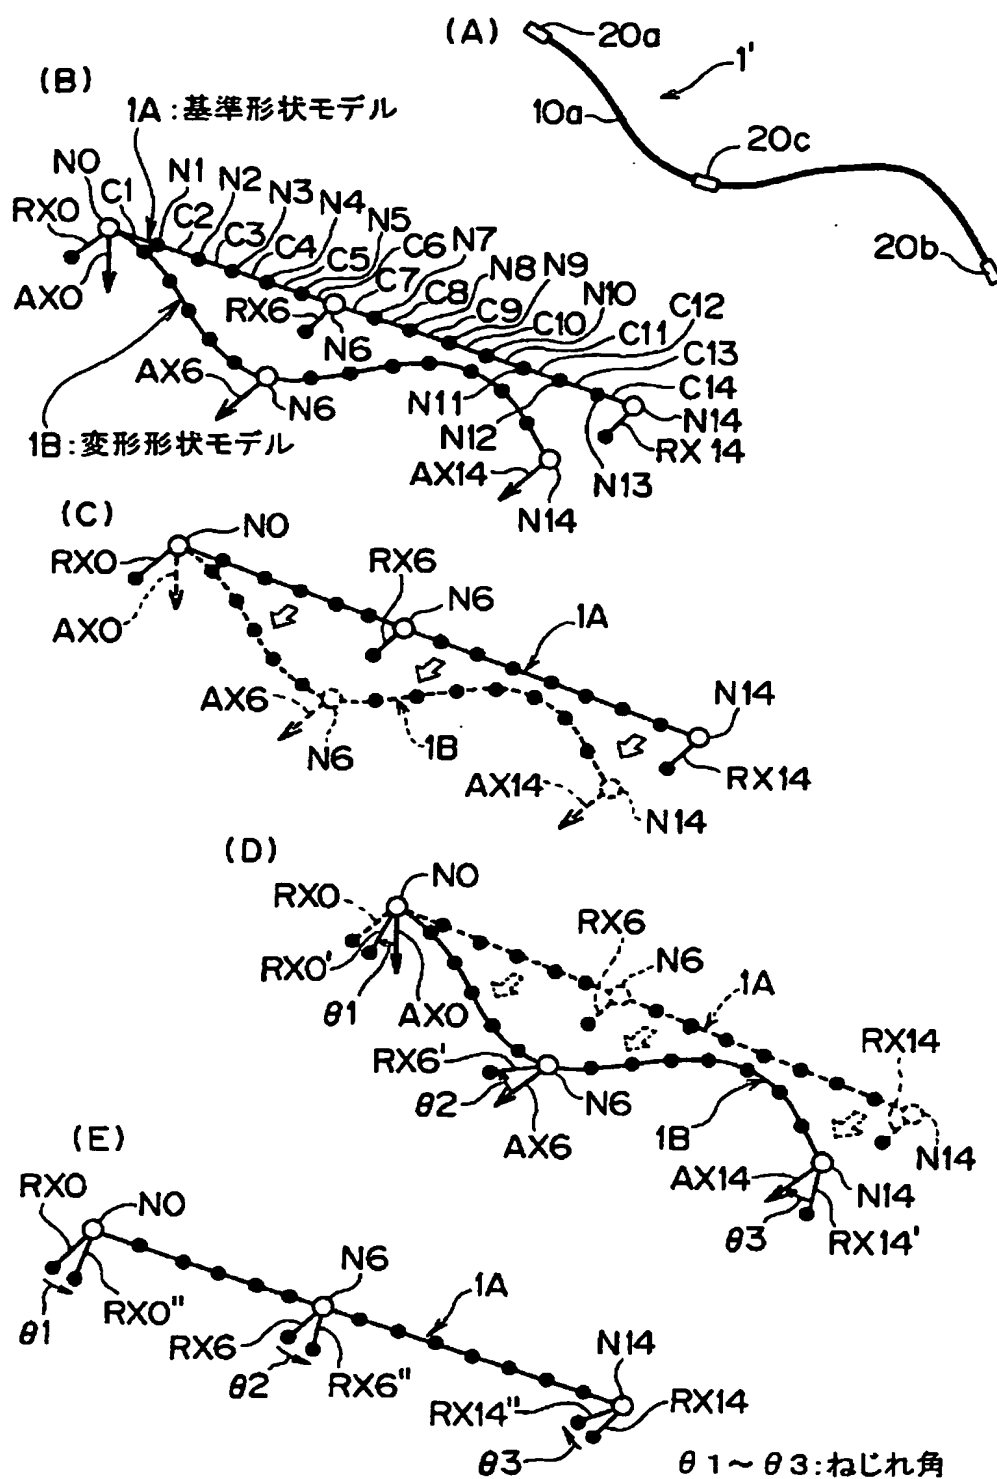 (A)
20a
1'
10a
20c
20b
(B)
1A:基準形状モデル
N0
C1
N1
N2
N3
N4
N5
N7
RX0
C2
C3
C4
C5
C6
N8
N9
N10
C12
AX0
C7
C8
C9
C10
C11
C13
RX6
N6
AX6
N6
N11
C14
N12
N14
1B:変形形状モデル
RX14
AX14
N13
N14
(C)
N0
RX0
RX6
N6
1A
AX0
AX6
N6
1B
N14
RX14
AX14
N14
(D)
N0
RX0
RX6
N6
RX0'
1A
θ1
AX0
RX14
RX6'
θ2
N6
AX6
1B
N14
AX14
N14
θ3
RX14'
(E)
RX0
N0
N6
1A
RX0"
θ1
RX6
N14
θ2
RX6"
RX14"
RX14
θ3
θ1～θ3:ねじれ角